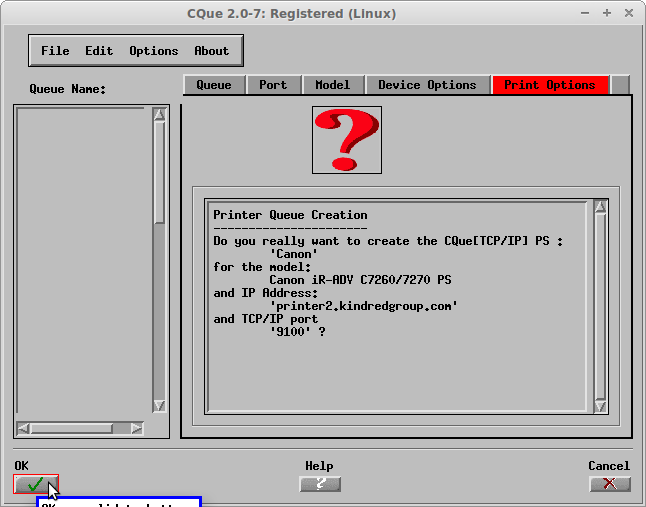 CQue 2.0-7: Registered (Linux)
File Edit Options About
Queue Name:
Queue Port Model Device Options Print Options
Printer Queue Creation
----------------------
Do you really want to create the CQue[TCP/IP] PS :
'Canon'
for the model:
Canon iR-ADV C7260/7270 PS
and IP Address:
'printer2.kindredgroup.com'
and TCP/IP port
'9100' ?
OK Help Cancel
?